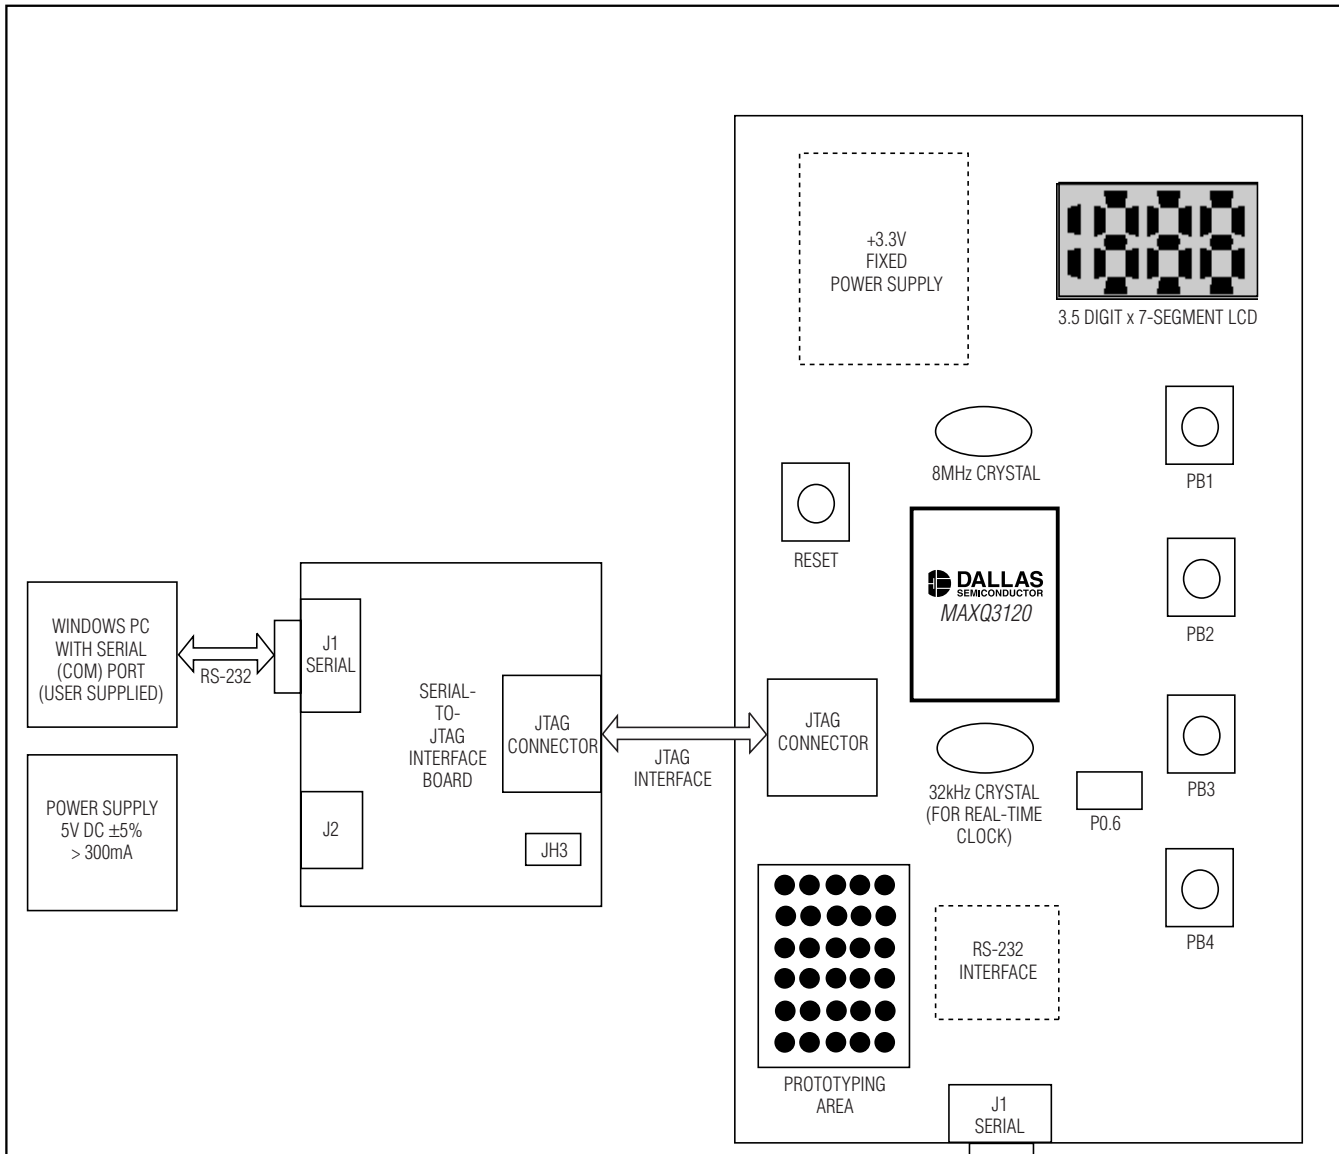 +3.3V
FIXED
POWER SUPPLY
3.5 DIGIT x 7-SEGMENT LCD
8MHz CRYSTAL
PB1
RESET
DALLAS
SEMICONDUCTOR
MAXQ3120
PB2
WINDOWS PC
WITH SERIAL
(COM) PORT
(USER SUPPLIED)
RS-232
J1
SERIAL
SERIAL-
TO-
JTAG
INTERFACE
BOARD
JTAG
CONNECTOR
JTAG
INTERFACE
JTAG
CONNECTOR
32kHz CRYSTAL
(FOR REAL-TIME
CLOCK)
P0.6
PB3
POWER SUPPLY
5V DC ±5%
> 300mA
J2
JH3
PB4
RS-232
INTERFACE
PROTOTYPING
AREA
J1
SERIAL